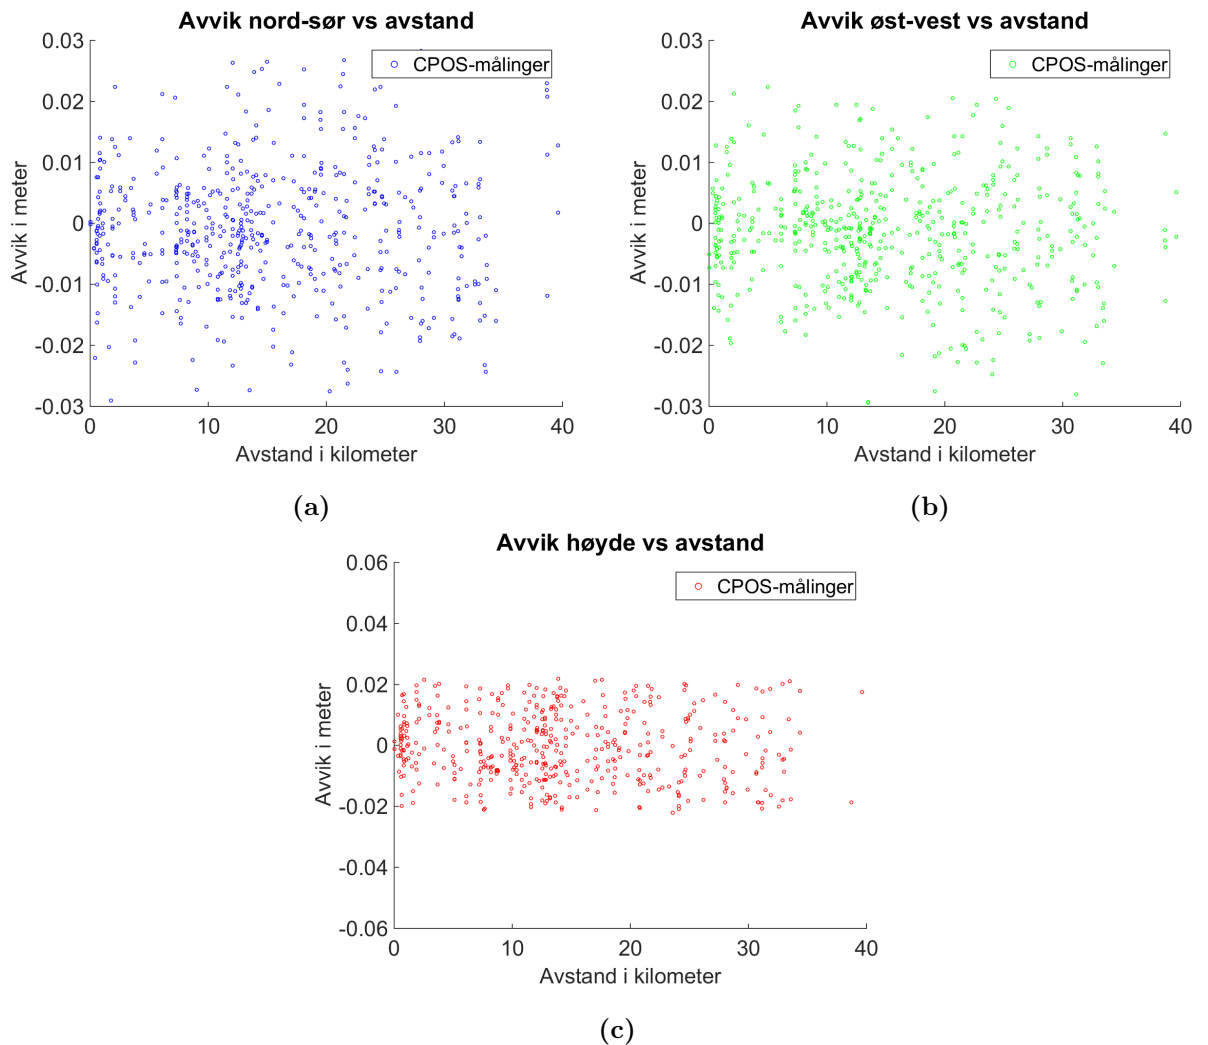 Avvik nord-sør vs avstand
CPOS-målinger
0.03
0.02
0.01
0
-0.01
-0.02
-0.03
Avvik i meter
0 10 20 30 40
Avstand i kilometer
(a)
Avvik øst-vest vs avstand
CPOS-målinger
0.03
0.02
0.01
0
-0.01
-0.02
-0.03
Avvik i meter
0 10 20 30 40
Avstand i kilometer
(b)
Avvik høyde vs avstand
CPOS-målinger
0.06
0.04
0.02
0
-0.02
-0.04
-0.06
Avvik i meter
0 10 20 30 40
Avstand i kilometer
(c)